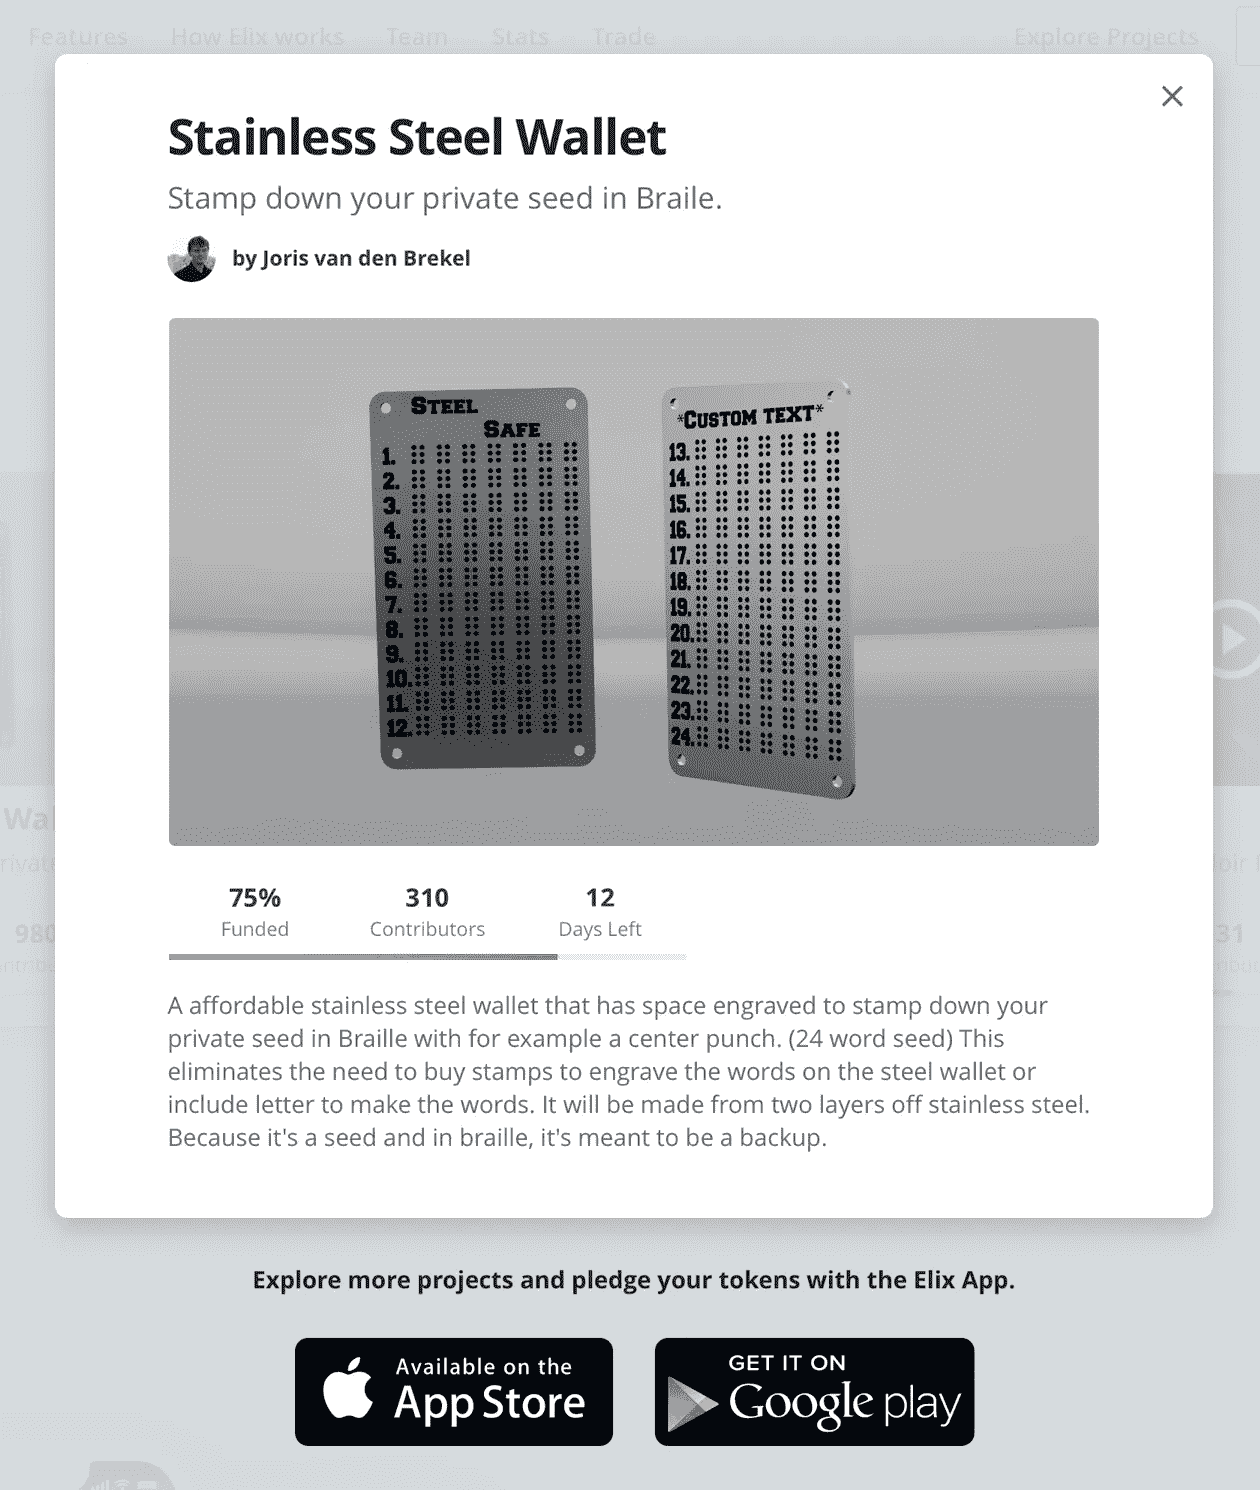 Features How Elix works Team Stats Trade Explore Projects
Stainless Steel Wallet
Stamp down your private seed in Braile.
by Joris van den Brekel
STEEL
SAFE
1.
2.
3.
4.
5.
6.
7.
8.
9.
10.
11.
12.
*CUSTOM TEXT*
13.
14.
15.
16.
17.
18.
19.
20.
21.
22.
23.
24.
75% 310 12
Funded Contributors Days Left
A affordable stainless steel wallet that has space engraved to stamp down your
private seed in Braille with for example a center punch. (24 word seed) This
eliminates the need to buy stamps to engrave the words on the steel wallet or
include letter to make the words. It will be made from two layers off stainless steel.
Because it's a seed and in braille, it's meant to be a backup.
980
31
Explore more projects and pledge your tokens with the Elix App.
Available on the
App Store
GET IT ON
Google play